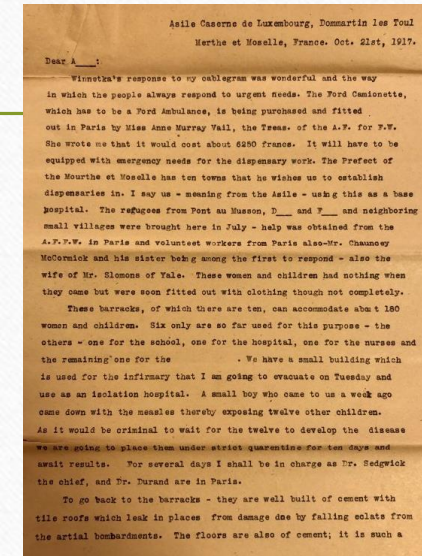 Asile Caserne de Luxembourg, Dommartin les Toul
Merthe et Moselle, France. Oct. 21st, 1917.
Dear A___:
Winnetka's response to my cablegram was wonderful and the way
in which the people always respond to urgent needs. The Ford Camionette,
which has to be a Ford Ambulance, is being purchased and fitted
out in Paris by Miss Anne Murray Vail, the Treas. of the A.F. for F.W.
She wrote me that it would cost about 6250 francs. It will have to be
equipped with emergency needs for the dispensary work. The Prefect of
the Mourthe et Moselle has ten towns that he wishes us to establish
dispensaries in. I say us - meaning from the Asile - using this as a base
hospital. The refugees from Pont au Musson, D___ and F___ and neighboring
small villages were brought here in July - help was obtained from the
A.F.F.W. in Paris and volunteet workers from Paris also-Mr. Chauncey
McCormick and his sister being among the first to respond - also the
wife of Mr. Slomons of Yale. These women and children had nothing when
they came but were soon fitted out with clothing though not completely.
These barracks, of which there are ten, can accommodate about 180
women and children. Six only are so far used for this purpose - the
others - one for the school, one for the hospital, one for the nurses and
the remaining one for the . We have a small building which
is used for the infirmary that I am going to evacuate on Tuesday and
use as an isolation hospital. A small boy who came to us a week ago
came down with the measles thereby exposing twelve other children.
As it would be criminal to wait for the twelve to develop the disease
we are going to place them under strict quarentine for ten days and
await results. For several days I shall be in charge as Dr. Sedgwick
the chief, and Dr. Durand are in Paris.
To go back to the barracks - they are well built of cement with
tile roofs which leak in places from damage due by falling eclats from
the artial bombardments. The floors are also of cement; it is such a